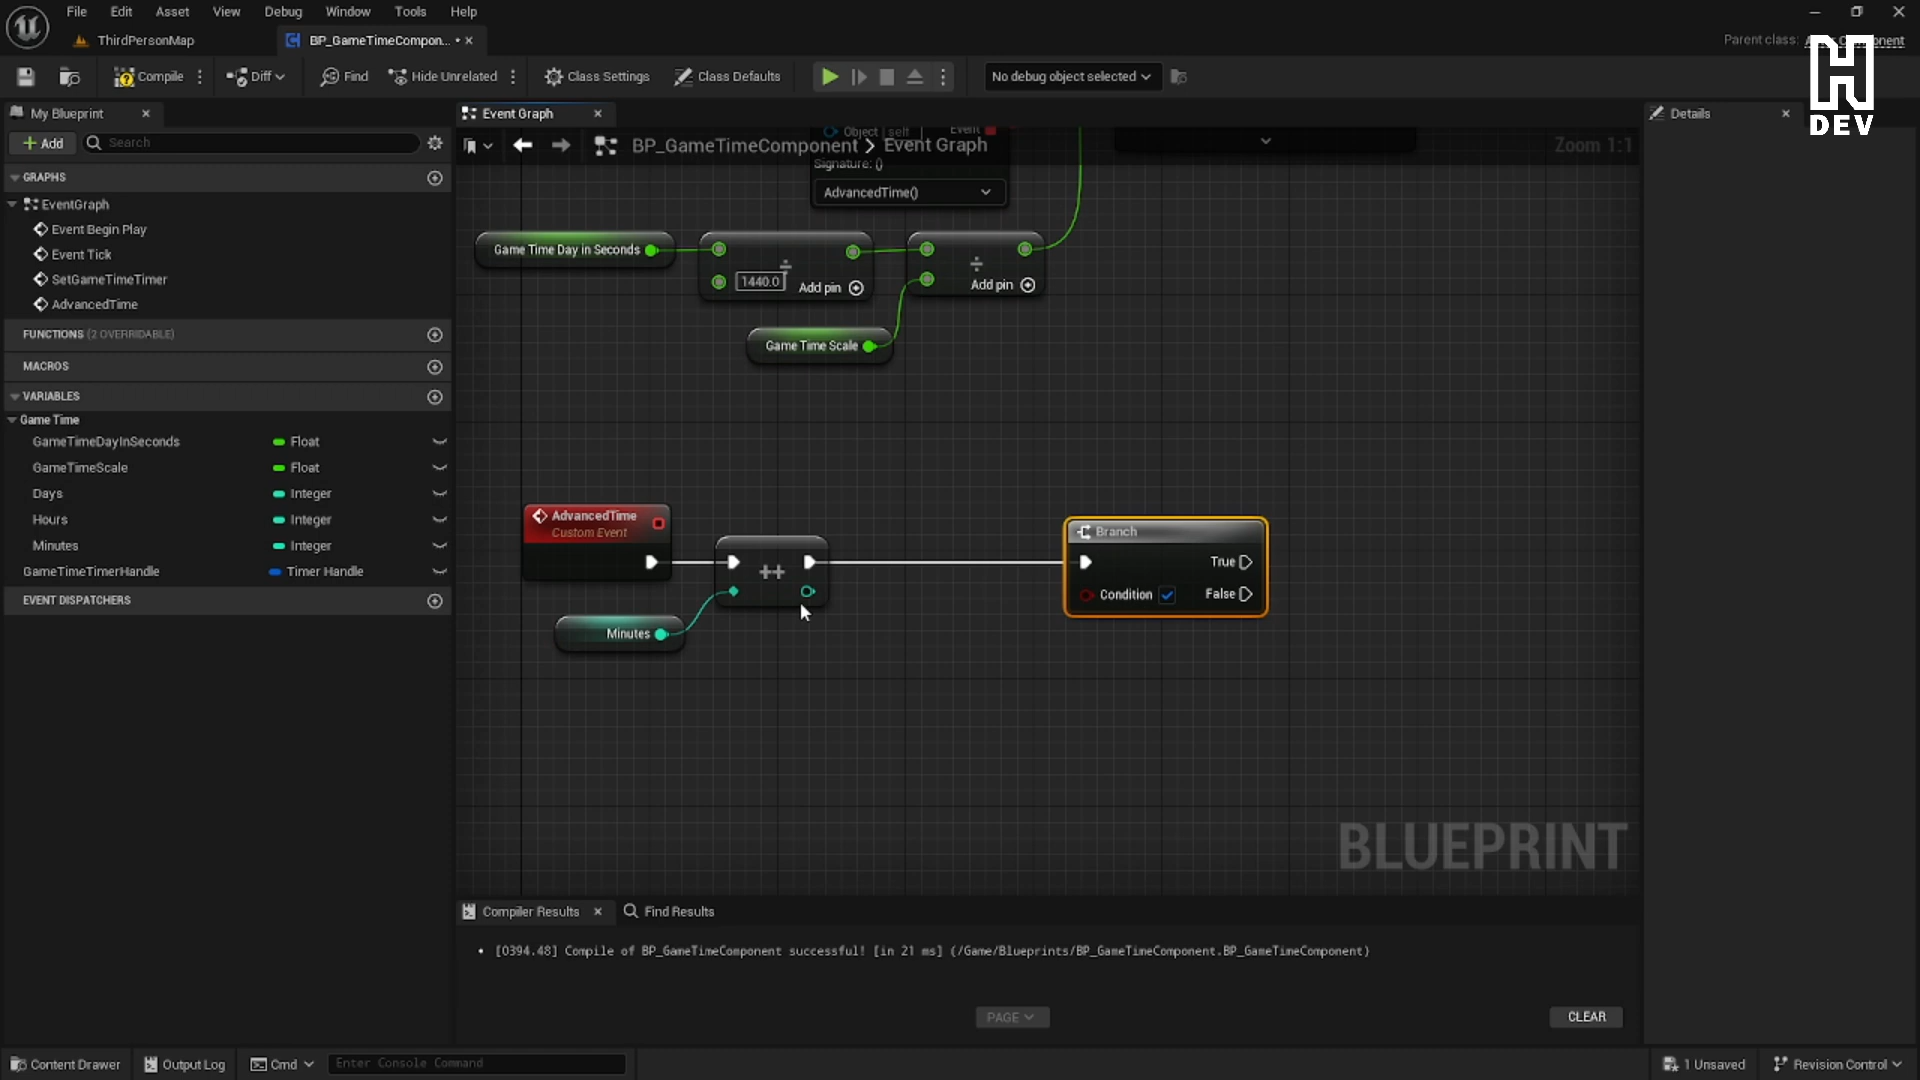 File Edit Asset View Debug Window Tools Help
ThirdPersonMap
BP_GameTimeCompon... •
Parent class:
Compile
Diff
Find
Hide Unrelated
Class Settings
Class Defaults
No debug object selected
DEV
My Blueprint
Event Graph
Details
Add
Search
Object self
Event
BP_GameTimeComponent > Event Graph
Zoom 1:1
Signature: ()
AdvancedTime()
GRAPHS
EventGraph
Event Begin Play
Event Tick
SetGameTimeTimer
AdvancedTime
FUNCTIONS (2 OVERRIDABLE)
MACROS
VARIABLES
Game Time
GameTimeDayInSeconds Float
GameTimeScale Float
Days Integer
Hours Integer
Minutes Integer
GameTimeTimerHandle Timer Handle
EVENT DISPATCHERS
Game Time Day in Seconds
÷
1440.0
Add pin
÷
Add pin
Game Time Scale
AdvancedTime
Custom Event
++
Minutes
Branch
True
Condition
False
BLUEPRINT
Compiler Results
Find Results
• [0394.48] Compile of BP_GameTimeComponent successful! [in 21 ms] (/Game/Blueprints/BP_GameTimeComponent.BP_GameTimeComponent)
PAGE
CLEAR
Content Drawer
Output Log
Cmd
Enter Console Command
1 Unsaved
Revision Control